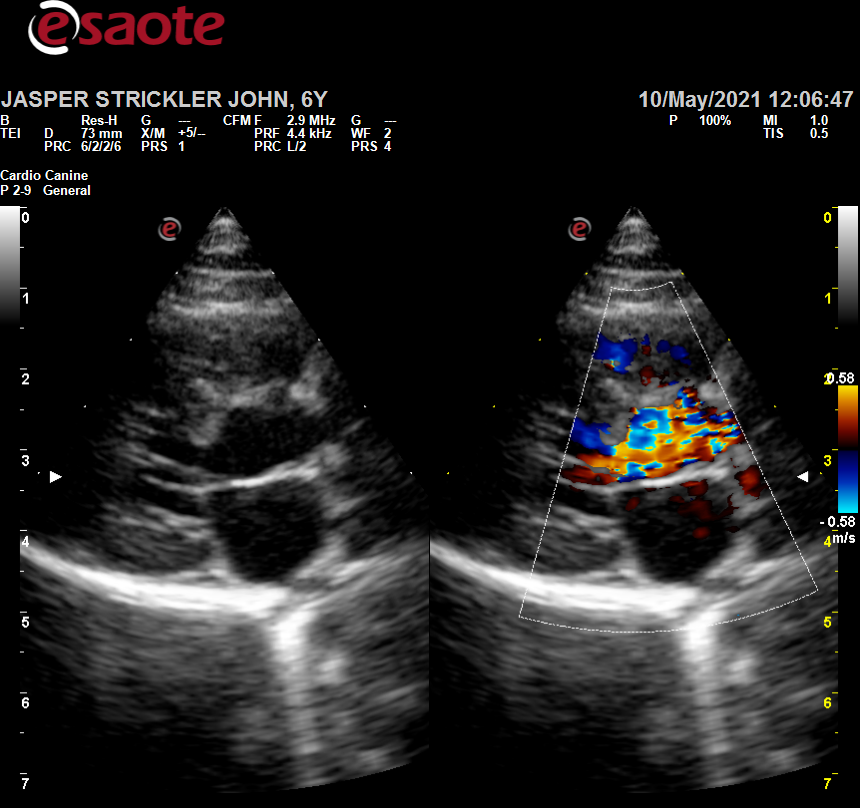 esaote
JASPER STRICKLER JOHN, 6Y 10/May/2021 12:06:47
B Res-H G --- CFM F 2.9 MHz G --- P 100% MI 1.0
TEI D 73 mm X/M +5/-- PRF 4.4 kHz WF 2 TIS 0.5
PRC 6/2/2/6 PRS 1 PRC L/2 PRS 4
Cardio Canine
P 2-9 General
e e
0 0
1 1
2 2 0.58
3 3
4 4 - 0.58
m/s
5 5
6 6
7 7